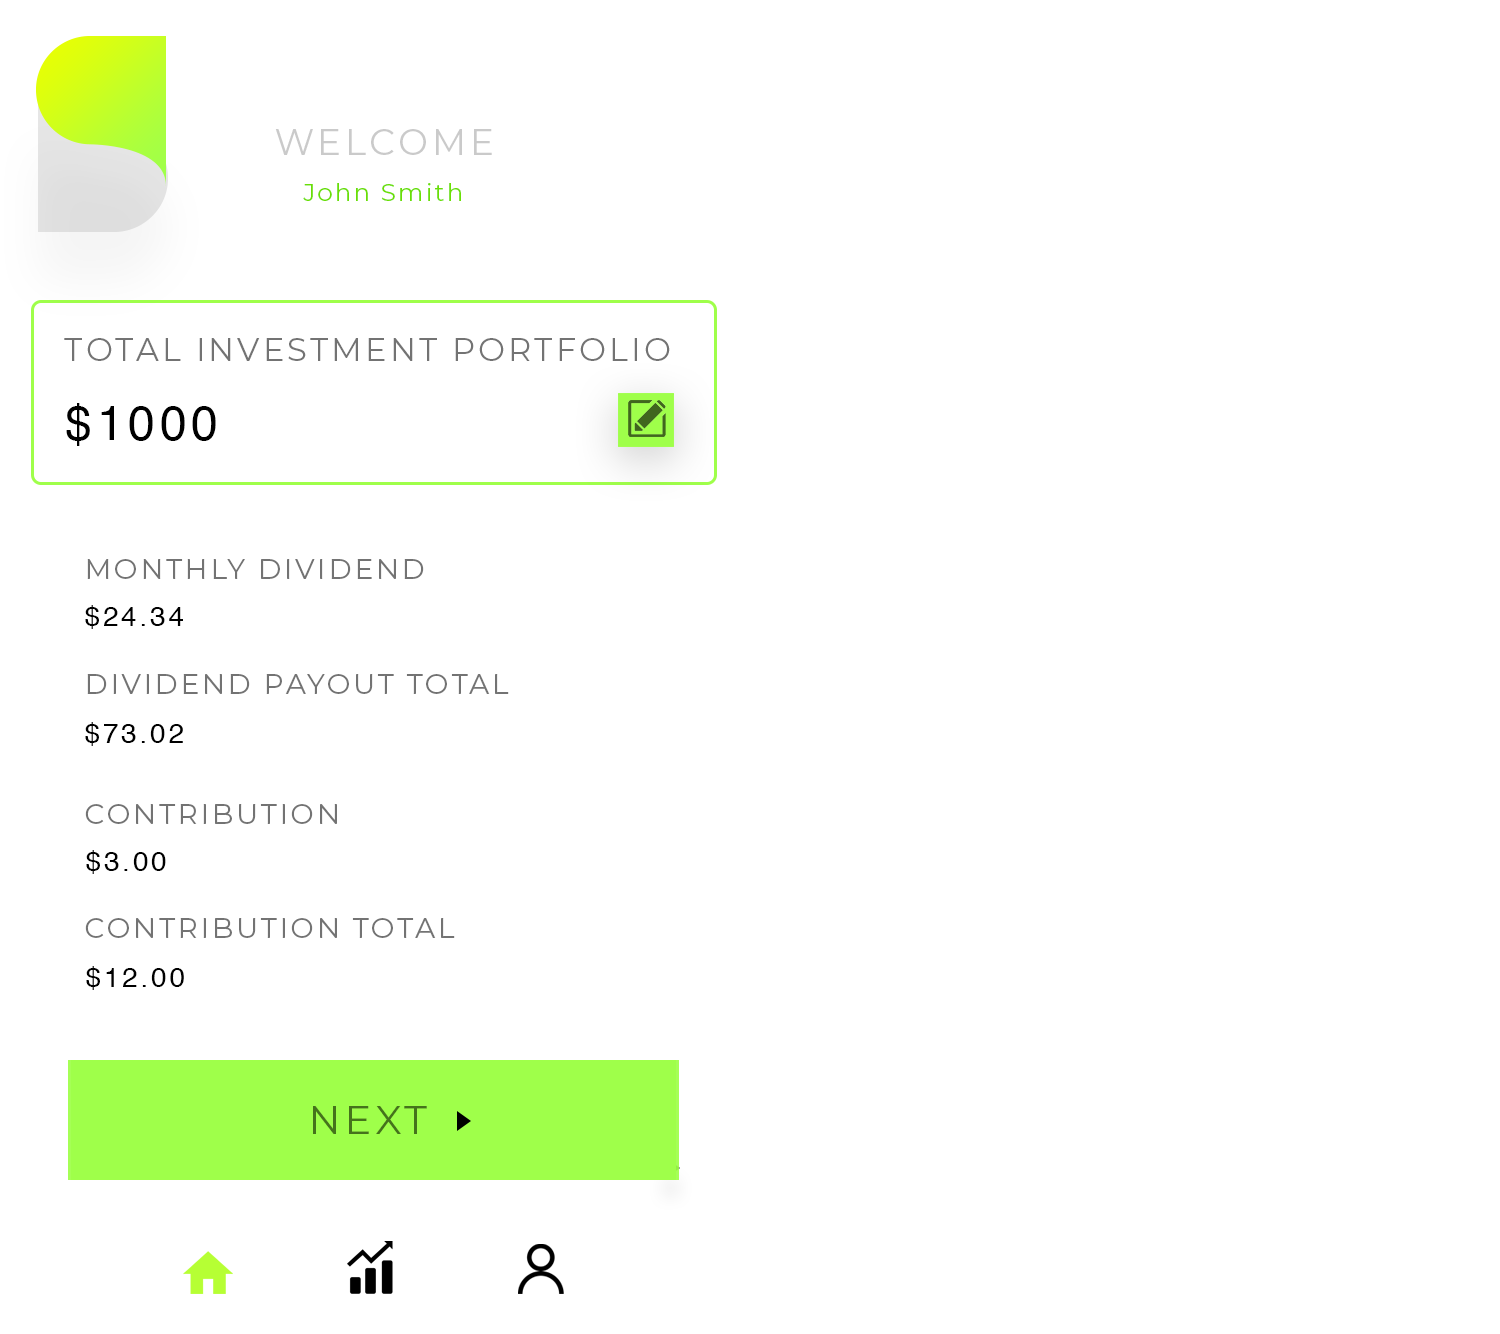 WELCOME
John Smith
TOTAL INVESTMENT PORTFOLIO
$1000
MONTHLY DIVIDEND
$24.34
DIVIDEND PAYOUT TOTAL
$73.02
CONTRIBUTION
$3.00
CONTRIBUTION TOTAL
$12.00
NEXT